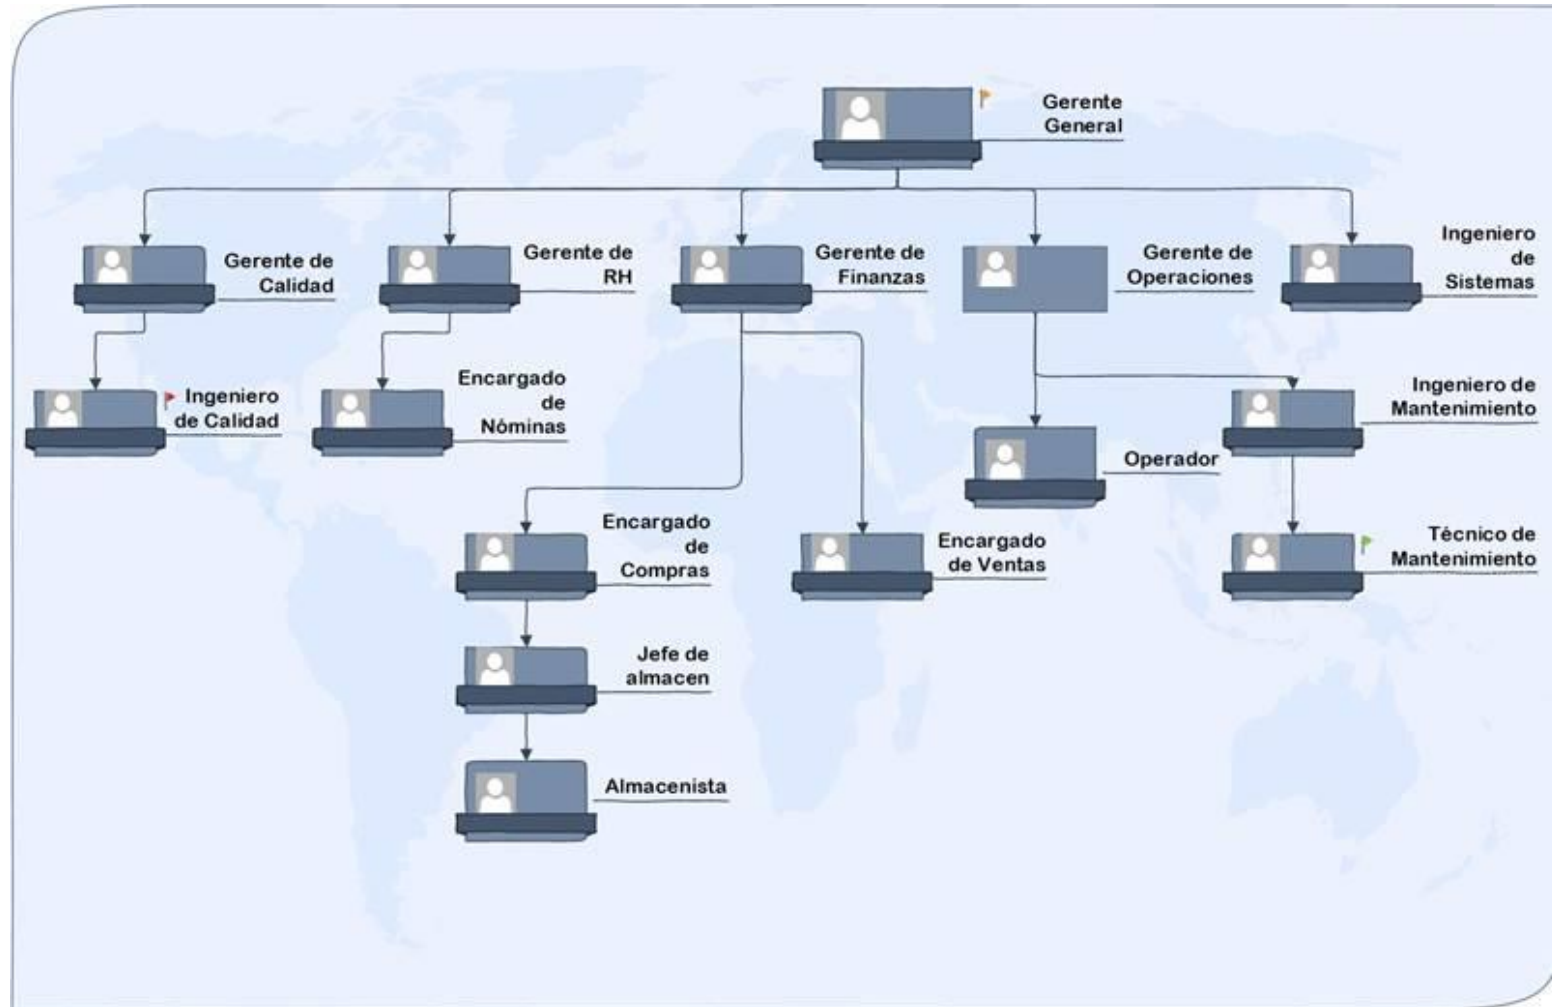 Gerente
General
Gerente de
Calidad
Gerente de
RH
Gerente de
Finanzas
Gerente de
Operaciones
Ingeniero
de
Sistemas
Ingeniero
de Calidad
Encargado
de
Nóminas
Operador
Ingeniero de
Mantenimiento
Encargado
de
Compras
Encargado
de Ventas
Técnico de
Mantenimiento
Jefe de
almacen
Almacenista